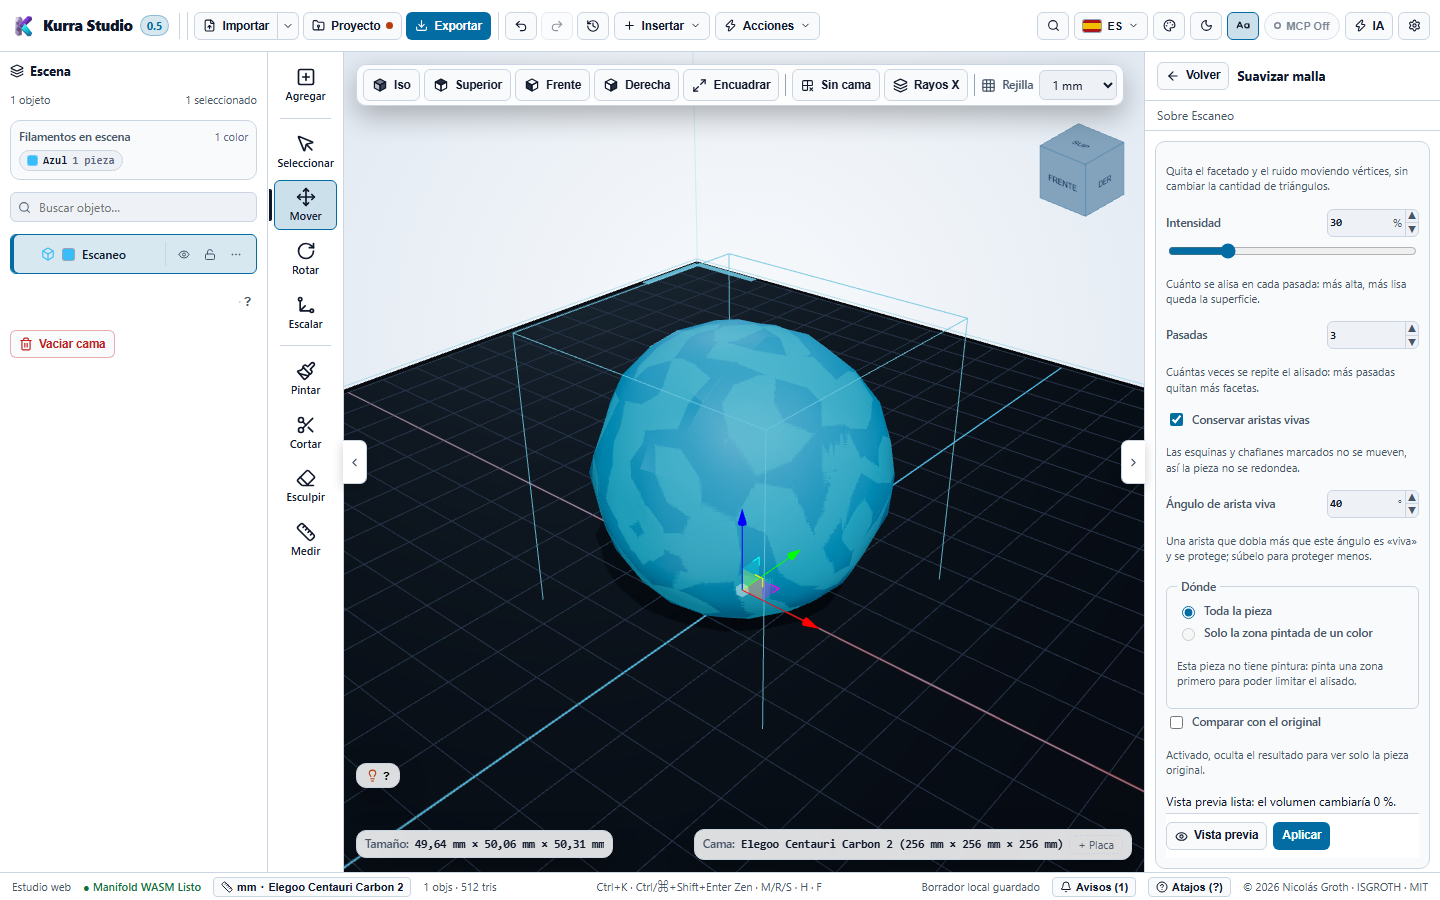 Kurra Studio 0.5
Importar
Proyecto
Exportar
Insertar
Acciones
ES
Aa
MCP Off
IA
Escena
1 objeto
1 seleccionado
Filamentos en escena
1 color
Azul 1 pieza
Buscar objeto...
Escaneo
?
Vaciar cama
Agregar
Seleccionar
Mover
Rotar
Escalar
Pintar
Cortar
Esculpir
Medir
Iso
Superior
Frente
Derecha
Encuadrar
Sin cama
Rayos X
Rejilla
1 mm
SUP
FRENTE
DER
?
Tamaño: 49,64 mm × 50,06 mm × 50,31 mm
Cama: Elegoo Centauri Carbon 2 (256 mm × 256 mm × 256 mm)
+ Placa
Volver
Suavizar malla
Sobre Escaneo
Quita el facetado y el ruido moviendo vértices, sin
cambiar la cantidad de triángulos.
Intensidad
30 %
Cuánto se alisa en cada pasada: más alta, más lisa
queda la superficie.
Pasadas
3
Cuántas veces se repite el alisado: más pasadas
quitan más facetas.
Conservar aristas vivas
Las esquinas y chaflanes marcados no se mueven,
así la pieza no se redondea.
Ángulo de arista viva
40 °
Una arista que dobla más que este ángulo es «viva»
y se protege; súbelo para proteger menos.
Dónde
Toda la pieza
Solo la zona pintada de un color
Esta pieza no tiene pintura: pinta una zona
primero para poder limitar el alisado.
Comparar con el original
Activado, oculta el resultado para ver solo la pieza
original.
Vista previa lista: el volumen cambiaría 0 %.
Vista previa
Aplicar
Estudio web
Manifold WASM Listo
mm · Elegoo Centauri Carbon 2
1 objs · 512 tris
Ctrl+K · Ctrl/⌘+Shift+Enter Zen · M/R/S · H · F
Borrador local guardado
Avisos (1)
Atajos (?)
© 2026 Nicolás Groth · ISGROTH · MIT